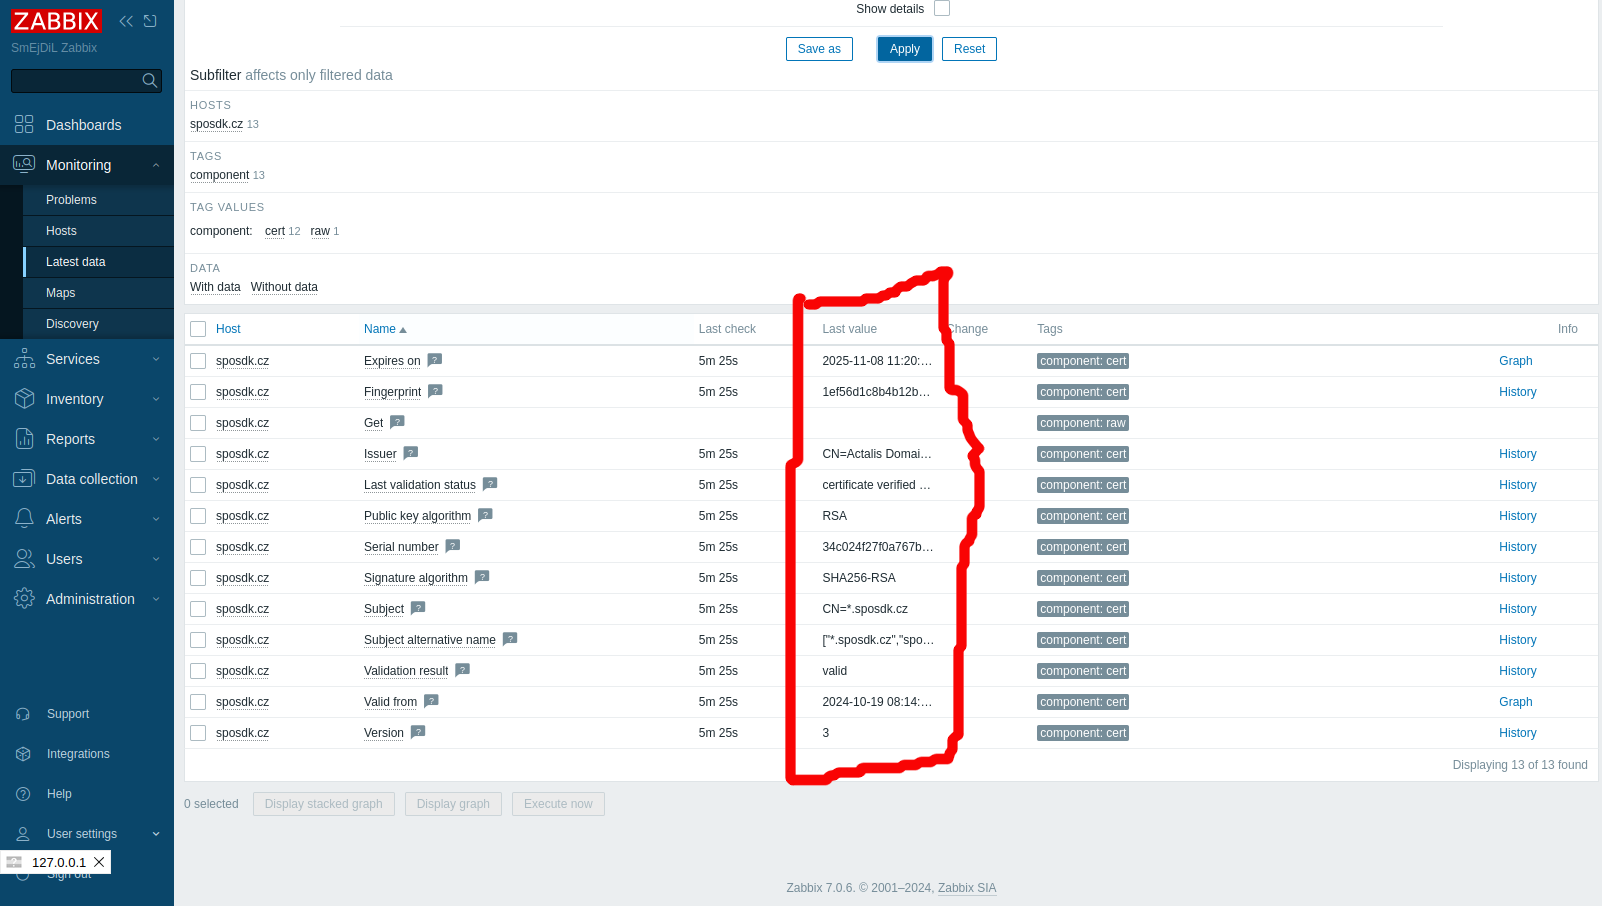 ZABBIX
SmEjDiL Zabbix
Dashboards
Monitoring
Problems
Hosts
Latest data
Maps
Discovery
Services
Inventory
Reports
Data collection
Alerts
Users
Administration
Support
Integrations
Help
User settings
127.0.0.1
Sign out
Show details
Save as Apply Reset
Subfilter affects only filtered data
HOSTS
sposdk.cz 13
TAGS
component 13
TAG VALUES
component: cert 12 raw 1
DATA
With data Without data
Host Name Last check Last value Change Tags Info
sposdk.cz Expires on ? 5m 25s 2025-11-08 11:20:… component: cert Graph
sposdk.cz Fingerprint ? 5m 25s 1ef56d1c8b4b12b… component: cert History
sposdk.cz Get ? component: raw
sposdk.cz Issuer ? 5m 25s CN=Actalis Domai… component: cert History
sposdk.cz Last validation status ? 5m 25s certificate verified … component: cert History
sposdk.cz Public key algorithm ? 5m 25s RSA component: cert History
sposdk.cz Serial number ? 5m 25s 34c024f27f0a767b… component: cert History
sposdk.cz Signature algorithm ? 5m 25s SHA256-RSA component: cert History
sposdk.cz Subject ? 5m 25s CN=*.sposdk.cz component: cert History
sposdk.cz Subject alternative name ? 5m 25s ["*.sposdk.cz","spo… component: cert History
sposdk.cz Validation result ? 5m 25s valid component: cert History
sposdk.cz Valid from ? 5m 25s 2024-10-19 08:14:… component: cert Graph
sposdk.cz Version ? 5m 25s 3 component: cert History
Displaying 13 of 13 found
0 selected Display stacked graph Display graph Execute now
Zabbix 7.0.6. © 2001–2024, Zabbix SIA